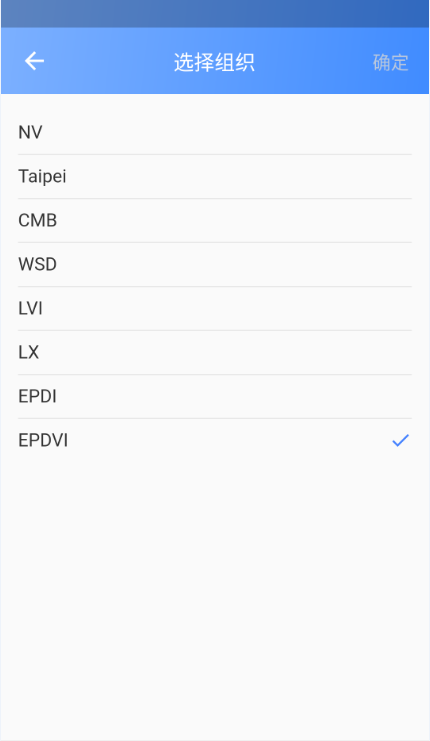 选择组织
确定
NV
Taipei
CMB
WSD
LVI
LX
EPDI
EPDVI